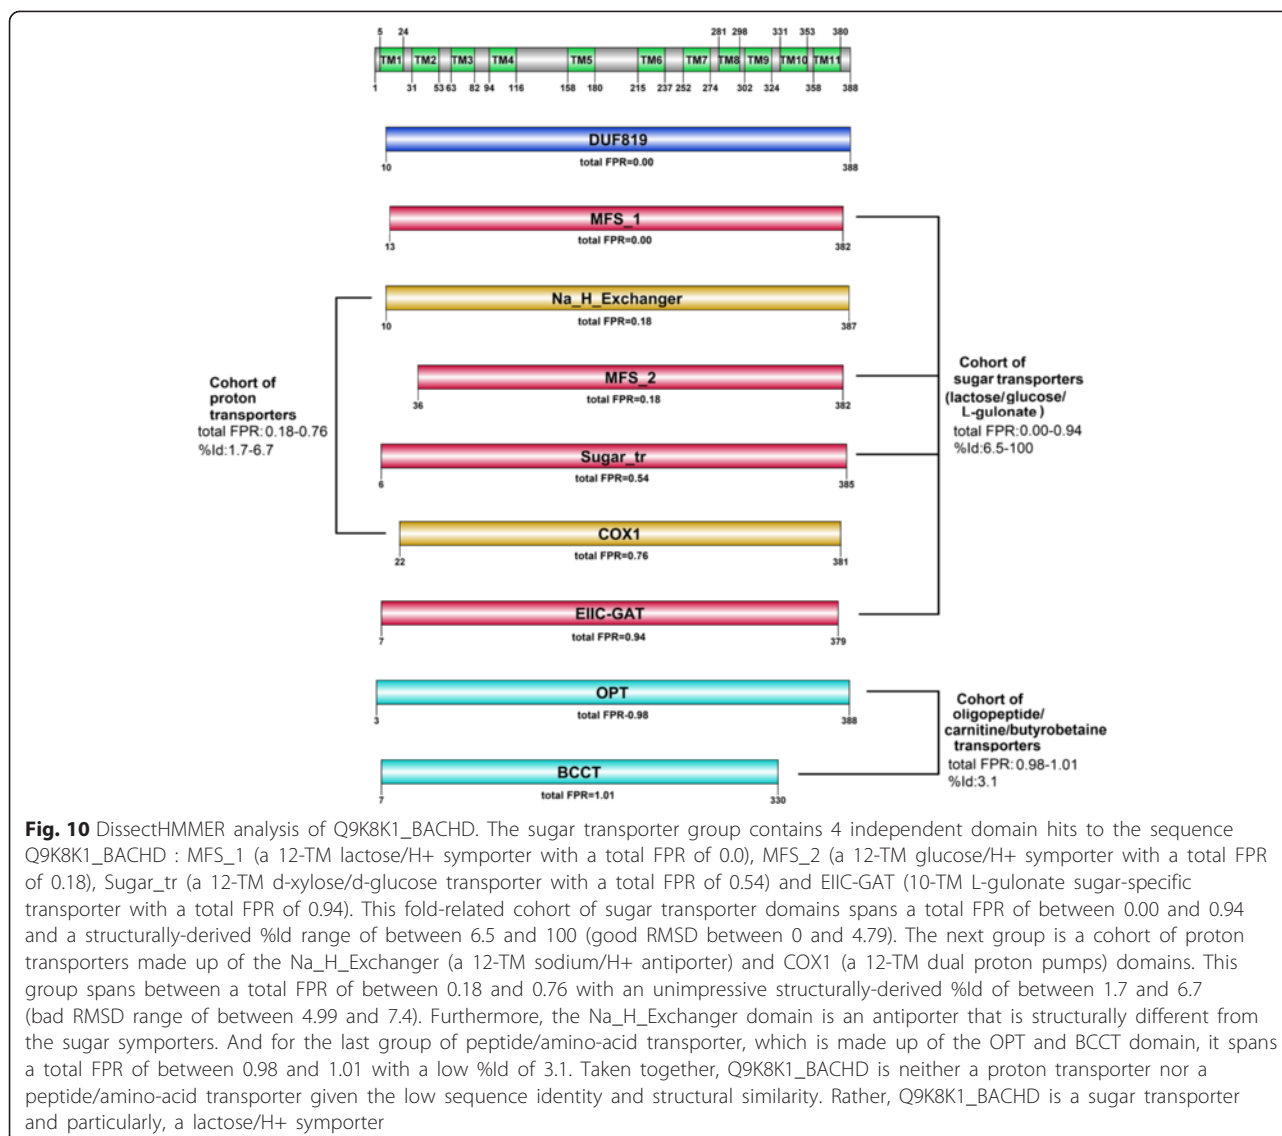 5 24 281 298 331 353 380
TM1 TM2 TM3 TM4 TM5 TM6 TM7 TM8 TM9 TM10 TM11
1 31 53 63 82 94 116 158 180 215 237 252 274 302 324 358 388
DUF819
total FPR=0.00
10 388
MFS_1
total FPR=0.00
13 382
Na_H_Exchanger
total FPR=0.18
10 387
MFS_2
total FPR=0.18
36 382
Sugar_tr
total FPR=0.54
6 385
COX1
total FPR=0.76
22 381
EIIC-GAT
total FPR=0.94
7 379
OPT
total FPR-0.98
3 388
BCCT
total FPR=1.01
7 330
Cohort of
proton
transporters
total FPR:0.18-0.76
%Id:1.7-6.7
Cohort of
sugar transporters
(lactose/glucose/
L-gulonate)
total FPR:0.00-0.94
%Id:6.5-100
Cohort of
oligopeptide/
carnitine/butyrobetaine
transporters
total FPR:0.98-1.01
%Id:3.1
Fig. 10 DissectHMMER analysis of Q9K8K1_BACHD. The sugar transporter group contains 4 independent domain hits to the sequence
Q9K8K1_BACHD : MFS_1 (a 12-TM lactose/H+ symporter with a total FPR of 0.0), MFS_2 (a 12-TM glucose/H+ symporter with a total FPR
of 0.18), Sugar_tr (a 12-TM d-xylose/d-glucose transporter with a total FPR of 0.54) and EIIC-GAT (10-TM L-gulonate sugar-specific
transporter with a total FPR of 0.94). This fold-related cohort of sugar transporter domains spans a total FPR of between 0.00 and 0.94
and a structurally-derived %Id range of between 6.5 and 100 (good RMSD between 0 and 4.79). The next group is a cohort of proton
transporters made up of the Na_H_Exchanger (a 12-TM sodium/H+ antiporter) and COX1 (a 12-TM dual proton pumps) domains. This
group spans between a total FPR of between 0.18 and 0.76 with an unimpressive structurally-derived %Id of between 1.7 and 6.7
(bad RMSD range of between 4.99 and 7.4). Furthermore, the Na_H_Exchanger domain is an antiporter that is structurally different from
the sugar symporters. And for the last group of peptide/amino-acid transporter, which is made up of the OPT and BCCT domain, it spans
a total FPR of between 0.98 and 1.01 with a low %Id of 3.1. Taken together, Q9K8K1_BACHD is neither a proton transporter nor a
peptide/amino-acid transporter given the low sequence identity and structural similarity. Rather, Q9K8K1_BACHD is a sugar transporter
and particularly, a lactose/H+ symporter